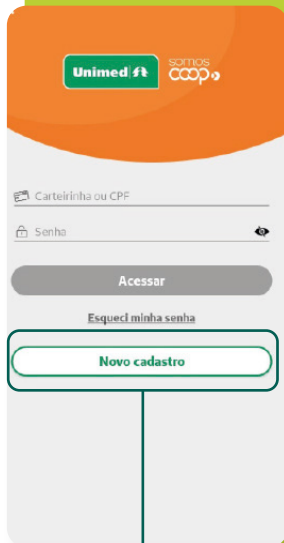 Unimed
somos
coop
Carteirinha ou CPF
Senha
Acessar
Esqueci minha senha
Novo cadastro